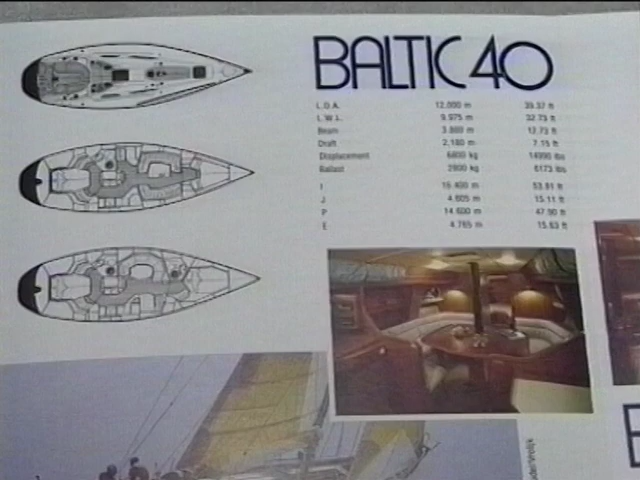 BALTIC 40
L.O.A. 12.000 m 39.37 ft
L.W.L. 9.975 m 32.73 ft
Beam 3.880 m 12.73 ft
Draft 2,180 m 7.15 ft
Displacement 6800 kg 14990 lbs
Ballast 2800 kg 6173 lbs
I 16.400 m 53.81 ft
J 4.605 m 15.11 ft
P 14.600 m 47.90 ft
E 4.765 m 15.63 ft